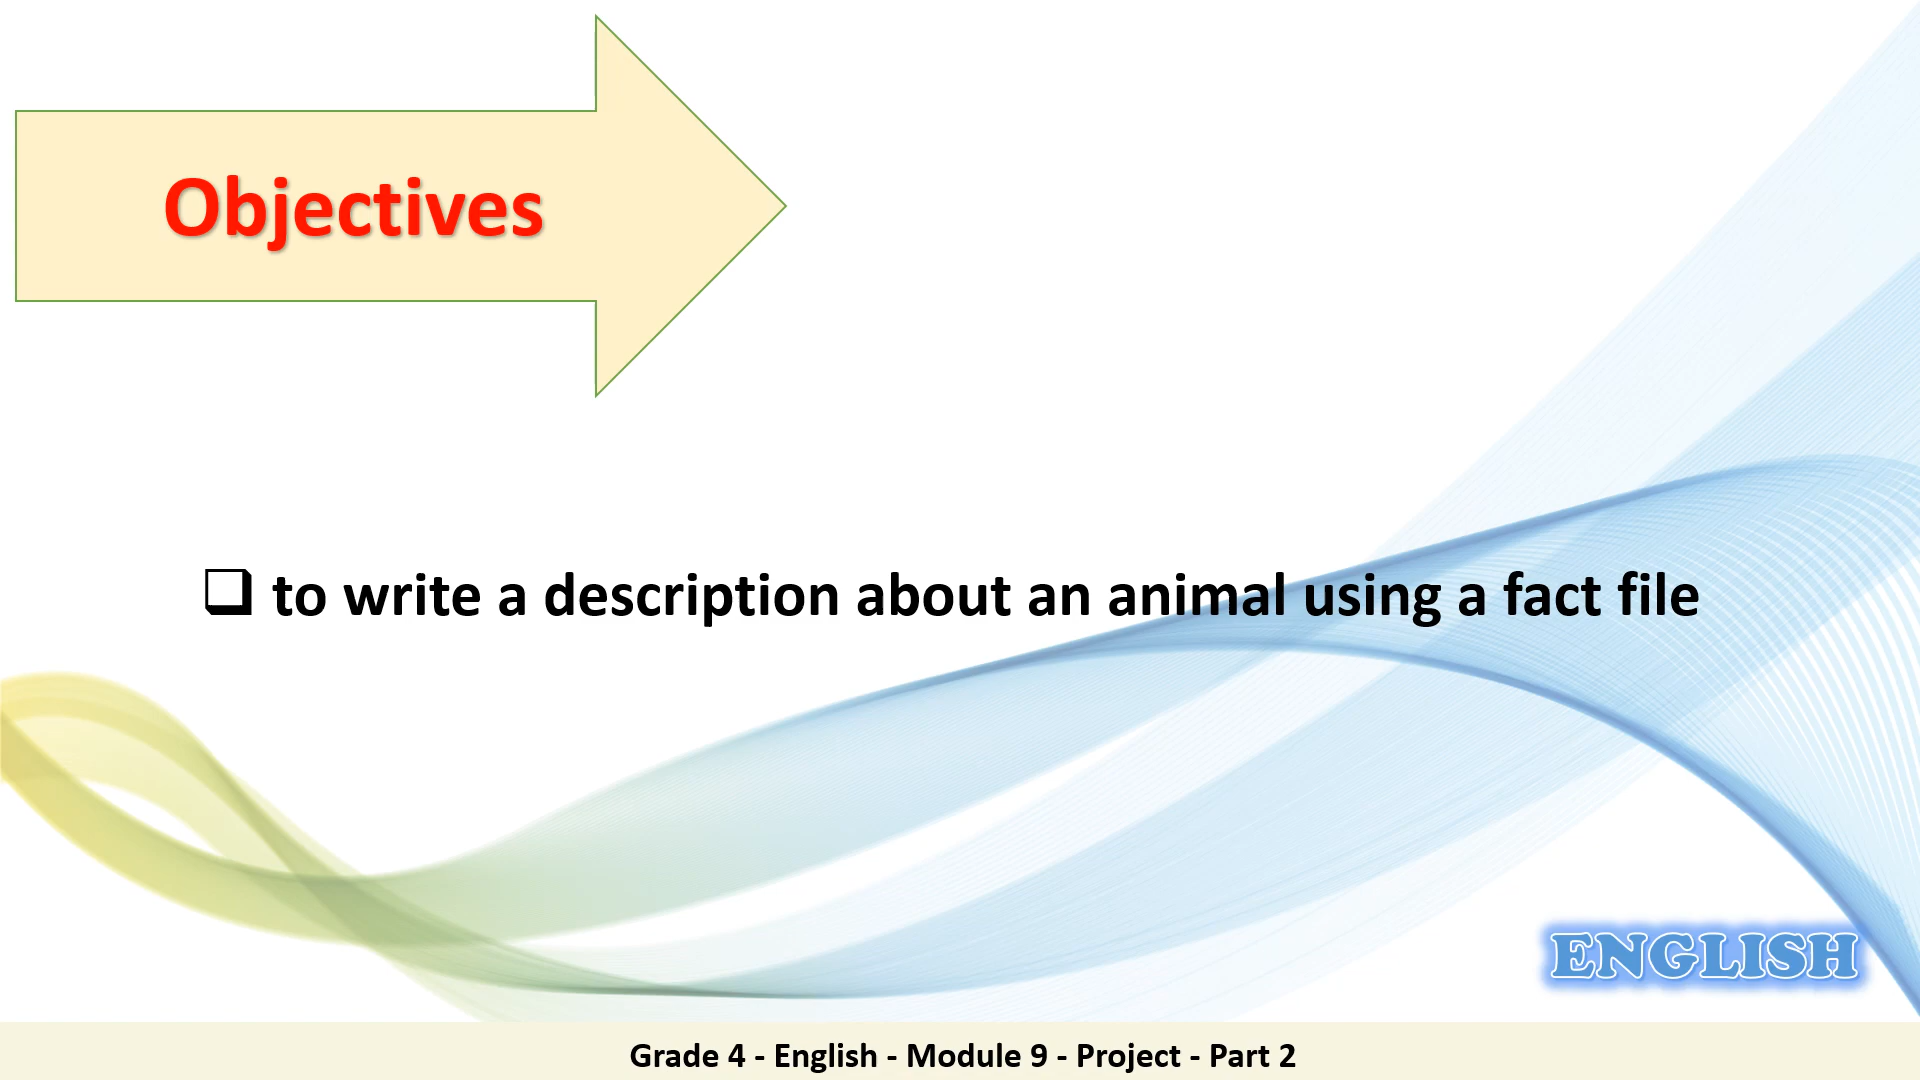 Objectives
❑ to write a description about an animal using a fact file
ENGLISH
Grade 4 - English - Module 9 - Project - Part 2